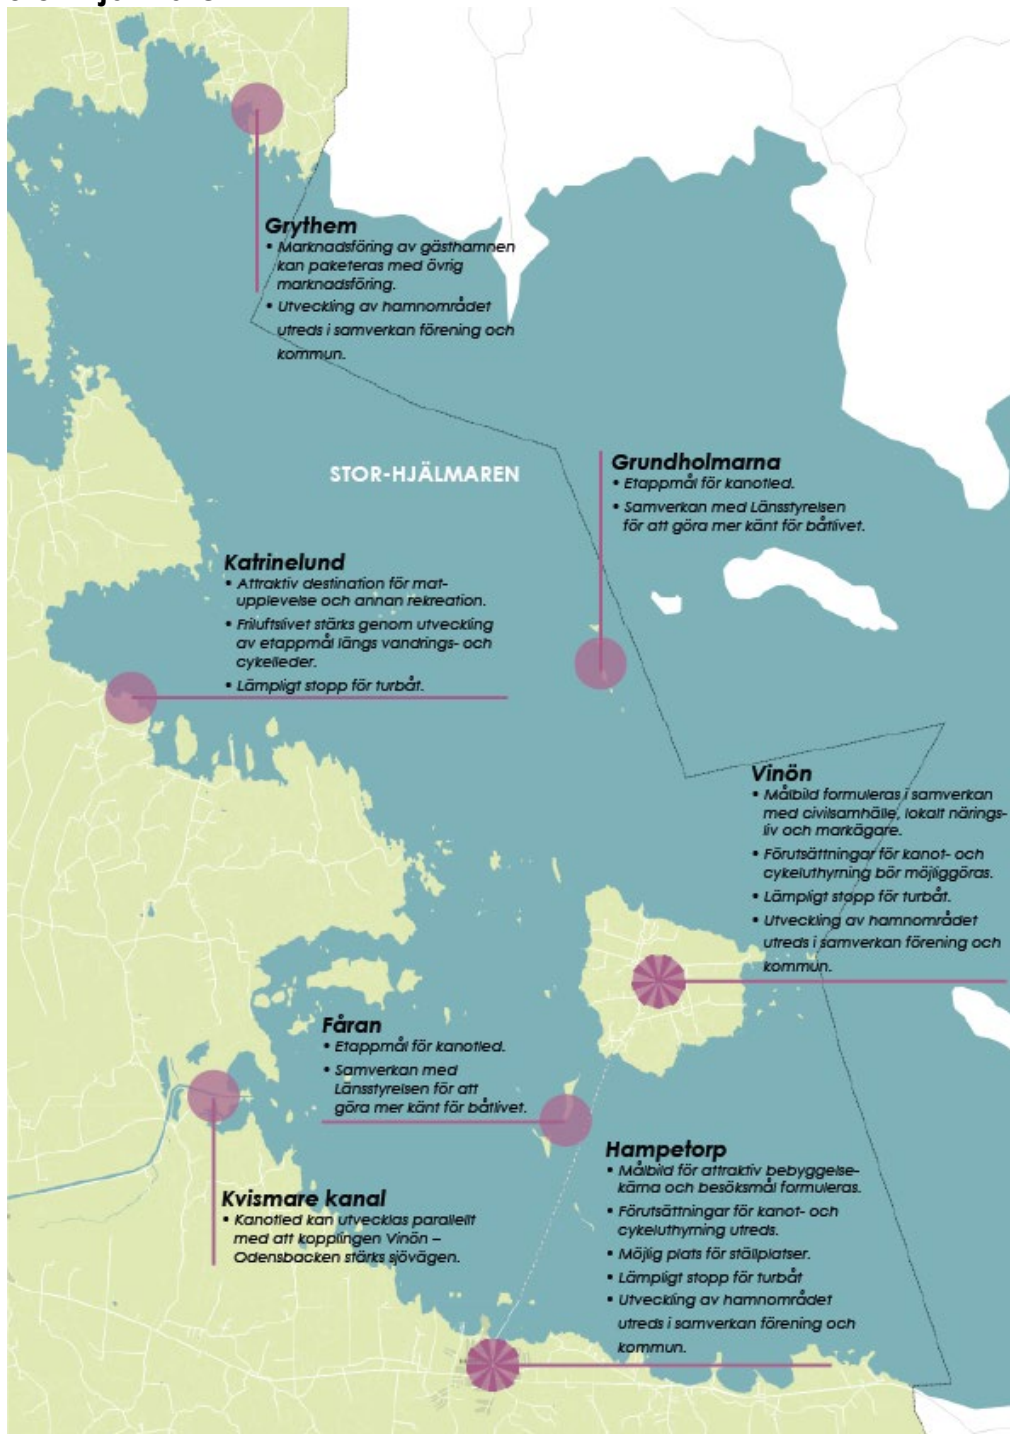 Grythem
• Marknadsföring av gästhamnen
kan paketeras med övrig
marknadsföring.
• Utveckling av hamnområdet
utreds i samverkan förening och
kommun.
STOR-HJÄLMAREN
Grundholmarna
• Etappmål för kanotled.
• Samverkan med Länsstyrelsen
för att göra mer känt för båtlivet.
Katrinelund
• Attraktiv destination för mat-
upplevelse och annan rekreation.
• Friluftslivet stärks genom utveckling
av etappmål längs vandrings- och
cykelleder.
• Lämpligt stopp för turbåt.
Vinön
• Målbild formuleras i samverkan
med civilsamhälle, lokalt närings-
liv och markägare.
• Förutsättningar för kanot- och
cykeluthyrning bör möjliggöras.
• Lämpligt stopp för turbåt.
• Utveckling av hamnområdet
utreds i samverkan förening och
kommun.
Fåran
• Etappmål för kanotled.
• Samverkan med
Länsstyrelsen för att
göra mer känt för båtlivet.
Hampetorp
• Målbild för attraktiv bebyggelse-
kärna och besöksmål formuleras.
• Förutsättningar för kanot- och
cykeluthyrning utreds.
• Möjlig plats för ställplatser.
• Lämpligt stopp för turbåt
• Utveckling av hamnområdet
utreds i samverkan förening och
kommun.
Kvismare kanal
• Kanotled kan utvecklas parallellt
med att kopplingen Vinön –
Odensbacken stärks sjövägen.